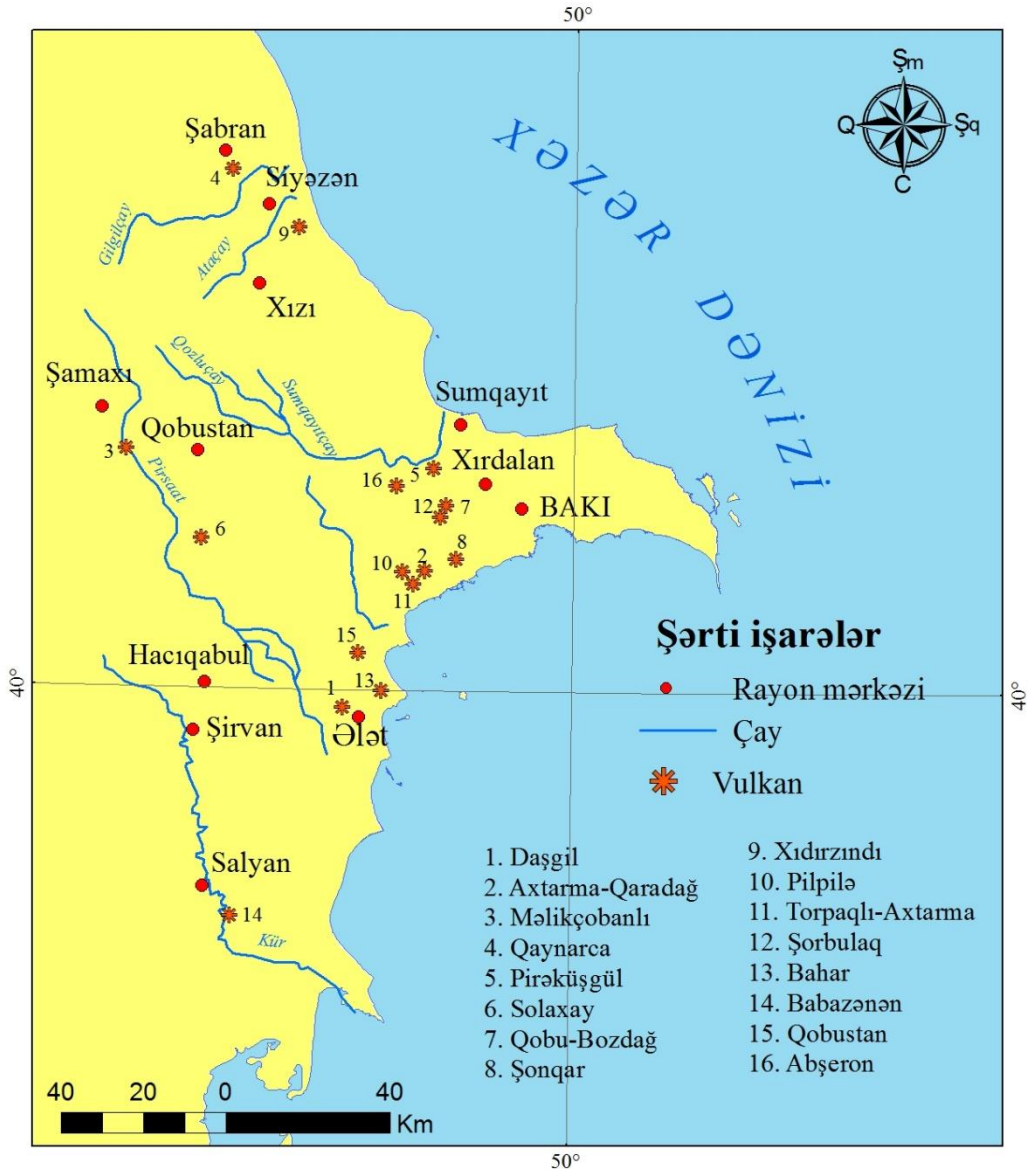 50°
Şm
Q
Şq
C
Şabran
4
Siyəzən
Gilgilçay
9
Ataçay
Xızı
XƏZƏR DƏNİZİ
Qozluçay
Şamaxı
Sumqayıtçay
Sumqayıt
Qobustan
3
5
Xırdalan
Pirsaat
16
12
7
BAKI
6
8
10
2
11
Şərti işarələr
15
Hacıqabul
40°
13
Rayon mərkəzi
40°
1
Şirvan
Ələt
Çay
Vulkan
1. Daşgil
2. Axtarma-Qaradağ
3. Məlikçobanlı
4. Qaynarca
5. Pirəküşgül
6. Solaxay
7. Qobu-Bozdağ
8. Şonqar
9. Xıdırzındı
10. Pilpilə
11. Torpaqlı-Axtarma
12. Şorbulaq
13. Bahar
14. Babazənən
15. Qobustan
16. Abşeron
Salyan
14
Kür
40 20 0 40
Km
50°